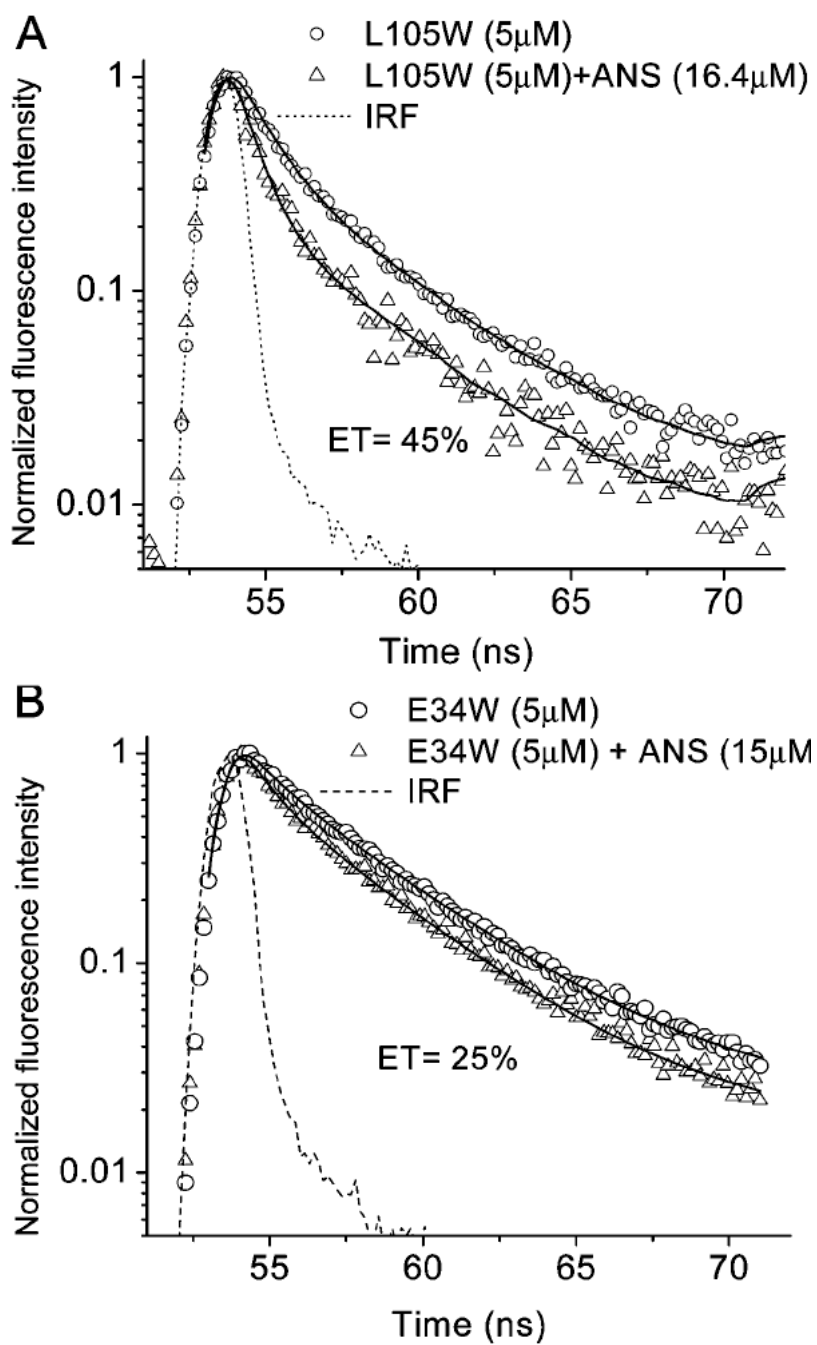 A
L105W (5μM)
L105W (5μM)+ANS (16.4μM)
IRF
Normalized fluorescence intensity
1
0.1
0.01
ET= 45%
55 60 65 70
Time (ns)
B
E34W (5μM)
E34W (5μM) + ANS (15μM
IRF
Normalized fluorescence intensity
1
0.1
0.01
ET= 25%
55 60 65 70
Time (ns)